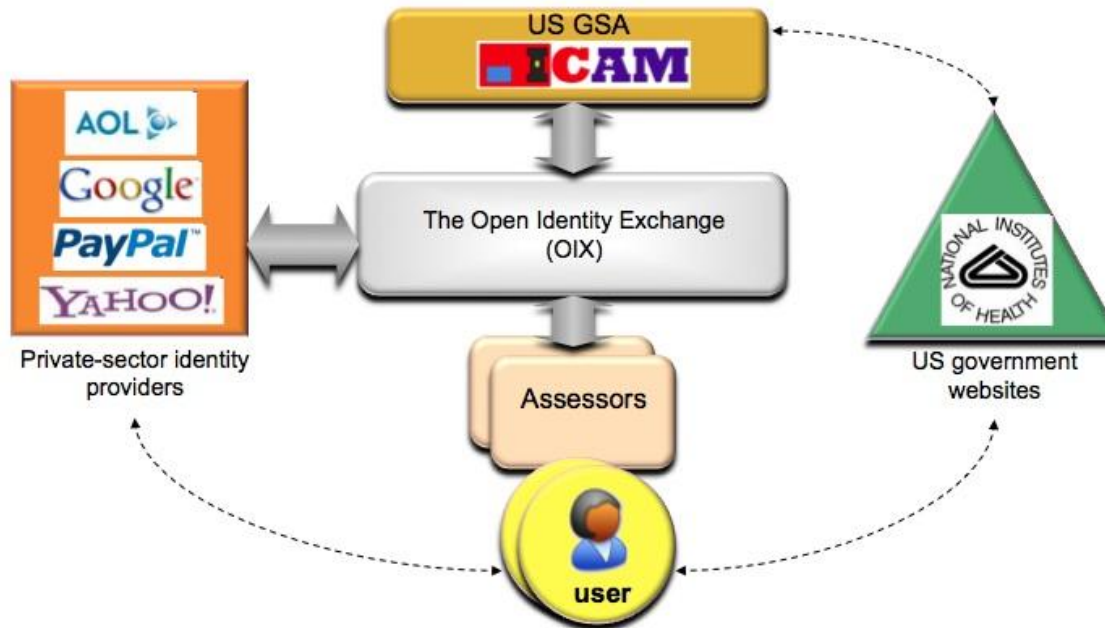 US GSA
ICAM
AOL
Google™
PayPal™
YAHOO!
The Open Identity Exchange
(OIX)
NATIONAL INSTITUTES
OF HEALTH
Private-sector identity
providers
US government
websites
Assessors
user